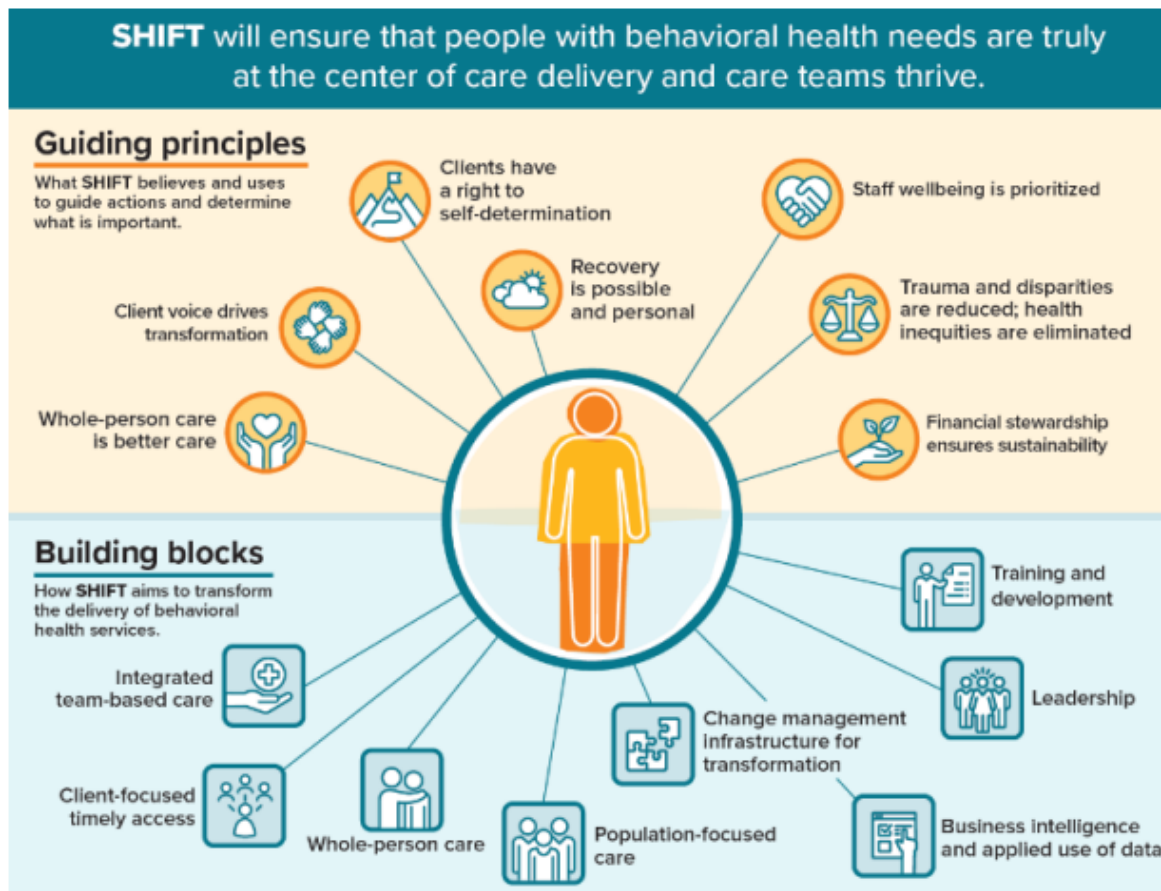 SHIFT will ensure that people with behavioral health needs are truly
at the center of care delivery and care teams thrive.
Guiding principles
What SHIFT believes and uses
to guide actions and determine
what is important.
Clients have
a right to
self-determination
Staff wellbeing is prioritized
Recovery
is possible
and personal
Trauma and disparities
are reduced; health
inequities are eliminated
Client voice drives
transformation
Whole-person care
is better care
Financial stewardship
ensures sustainability
Building blocks
How SHIFT aims to transform
the delivery of behavioral
health services.
Training and
development
Integrated
team-based care
Leadership
Change management
infrastructure for
transformation
Client-focused
timely access
Whole-person care
Population-focused
care
Business intelligence
and applied use of data